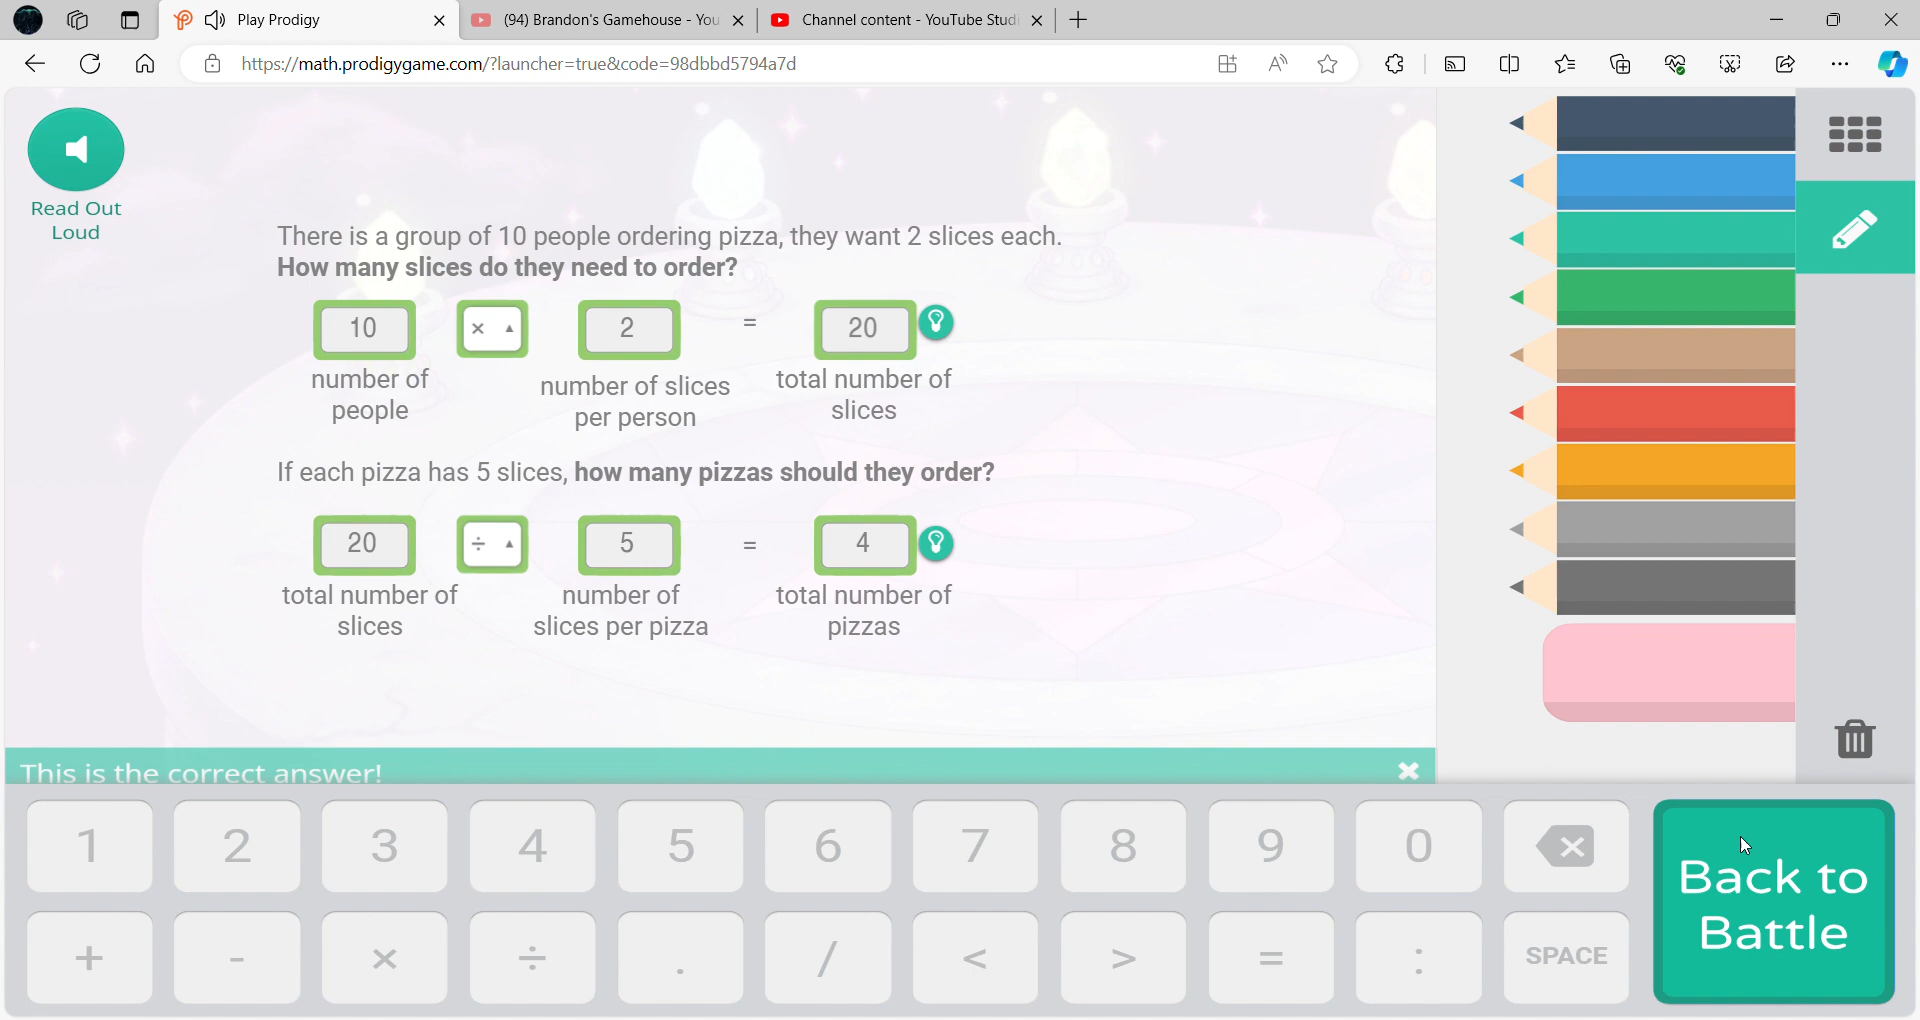 Play Prodigy
(94) Brandon's Gamehouse - You
Channel content - YouTube Studi
https://math.prodigygame.com/?launcher=true&code=98dbbd5794a7d
Read Out
Loud
There is a group of 10 people ordering pizza, they want 2 slices each.
How many slices do they need to order?
10 × 2 = 20
number of people
number of slices per person
total number of slices
If each pizza has 5 slices, how many pizzas should they order?
20 ÷ 5 = 4
total number of slices
number of slices per pizza
total number of pizzas
This is the correct answer!
1 2 3 4 5 6 7 8 9 0
+ - × ÷ . / < > = : SPACE
Back to
Battle